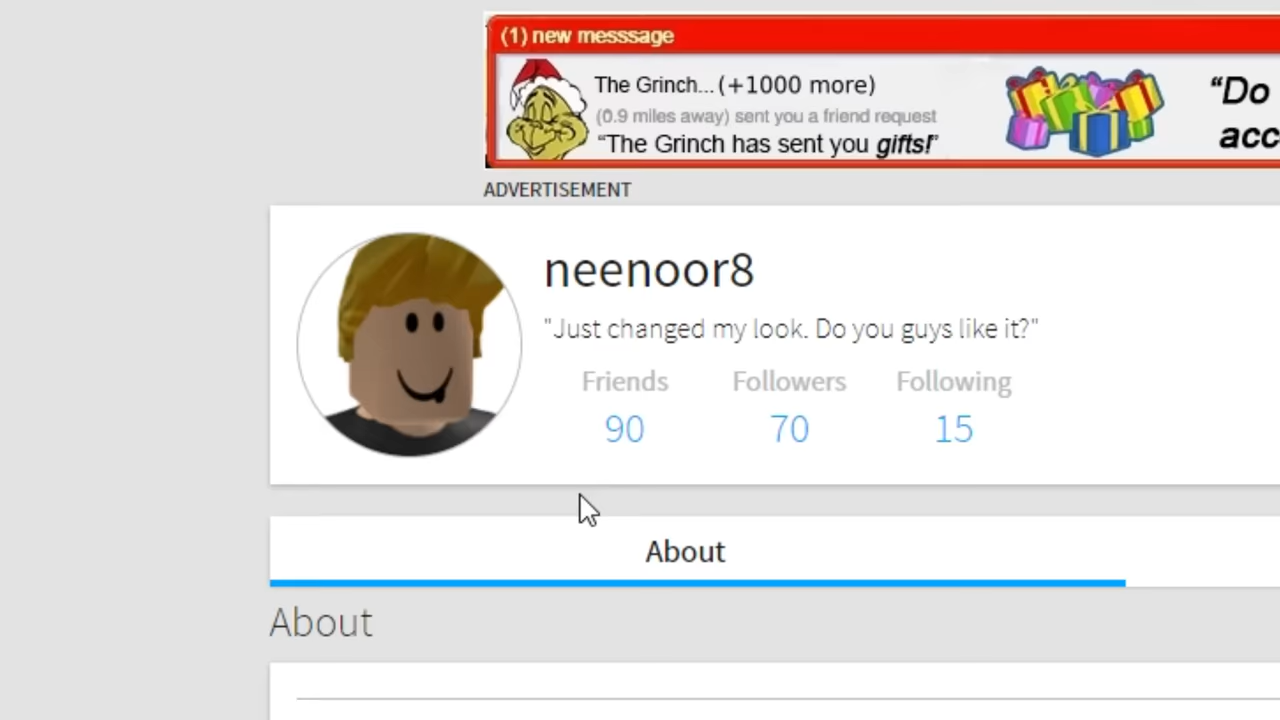 (1) new messsage
The Grinch... (+1000 more)
(0.9 miles away) sent you a friend request
“The Grinch has sent you gifts!”
“Do
acc
ADVERTISEMENT
neenoor8
"Just changed my look. Do you guys like it?"
Friends Followers Following
90 70 15
About
About